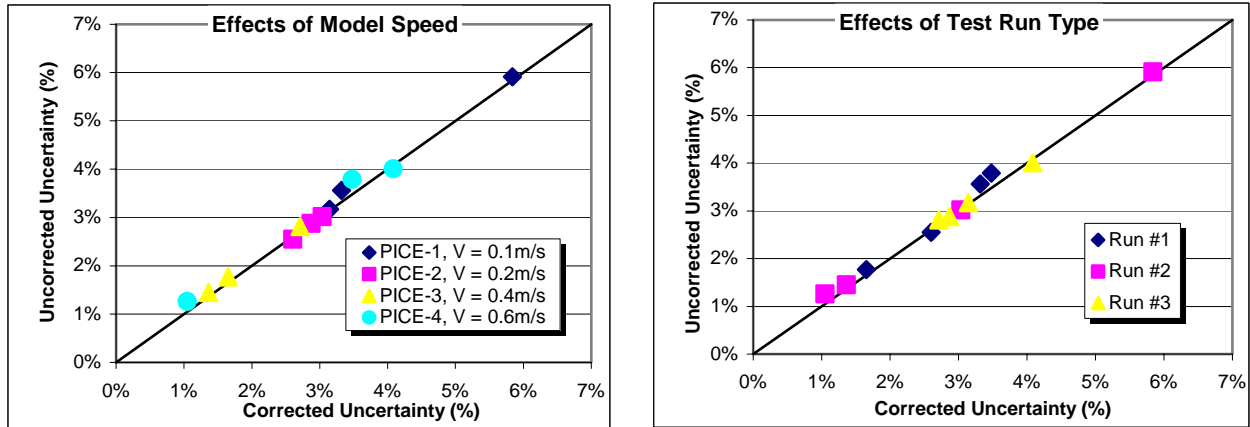 Effects of Model Speed
Uncorrected Uncertainty (%)
7%
6%
5%
4%
3%
2%
1%
0%
PICE-1, V = 0.1m/s
PICE-2, V = 0.2m/s
PICE-3, V = 0.4m/s
PICE-4, V = 0.6m/s
0% 1% 2% 3% 4% 5% 6% 7%
Corrected Uncertainty (%)
Effects of Test Run Type
Uncorrected Uncertainty (%)
7%
6%
5%
4%
3%
2%
1%
0%
Run #1
Run #2
Run #3
0% 1% 2% 3% 4% 5% 6% 7%
Corrected Uncertainty (%)